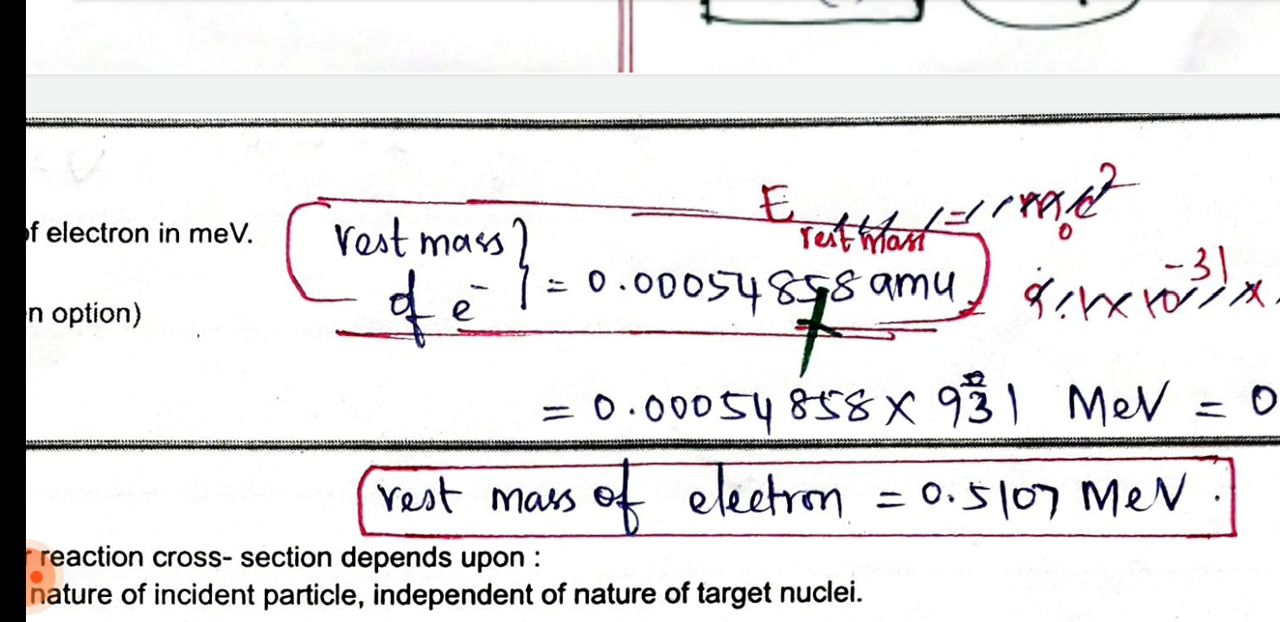 E rest mass = m₀c²
of electron in meV.
rest mass of e⁻ } = 0.00054858 amu
9.1 x 10⁻³¹ x
n option)
= 0.00054858 X 931 MeV = 0
rest mass of electron = 0.5107 MeV .
reaction cross- section depends upon :
nature of incident particle, independent of nature of target nuclei.